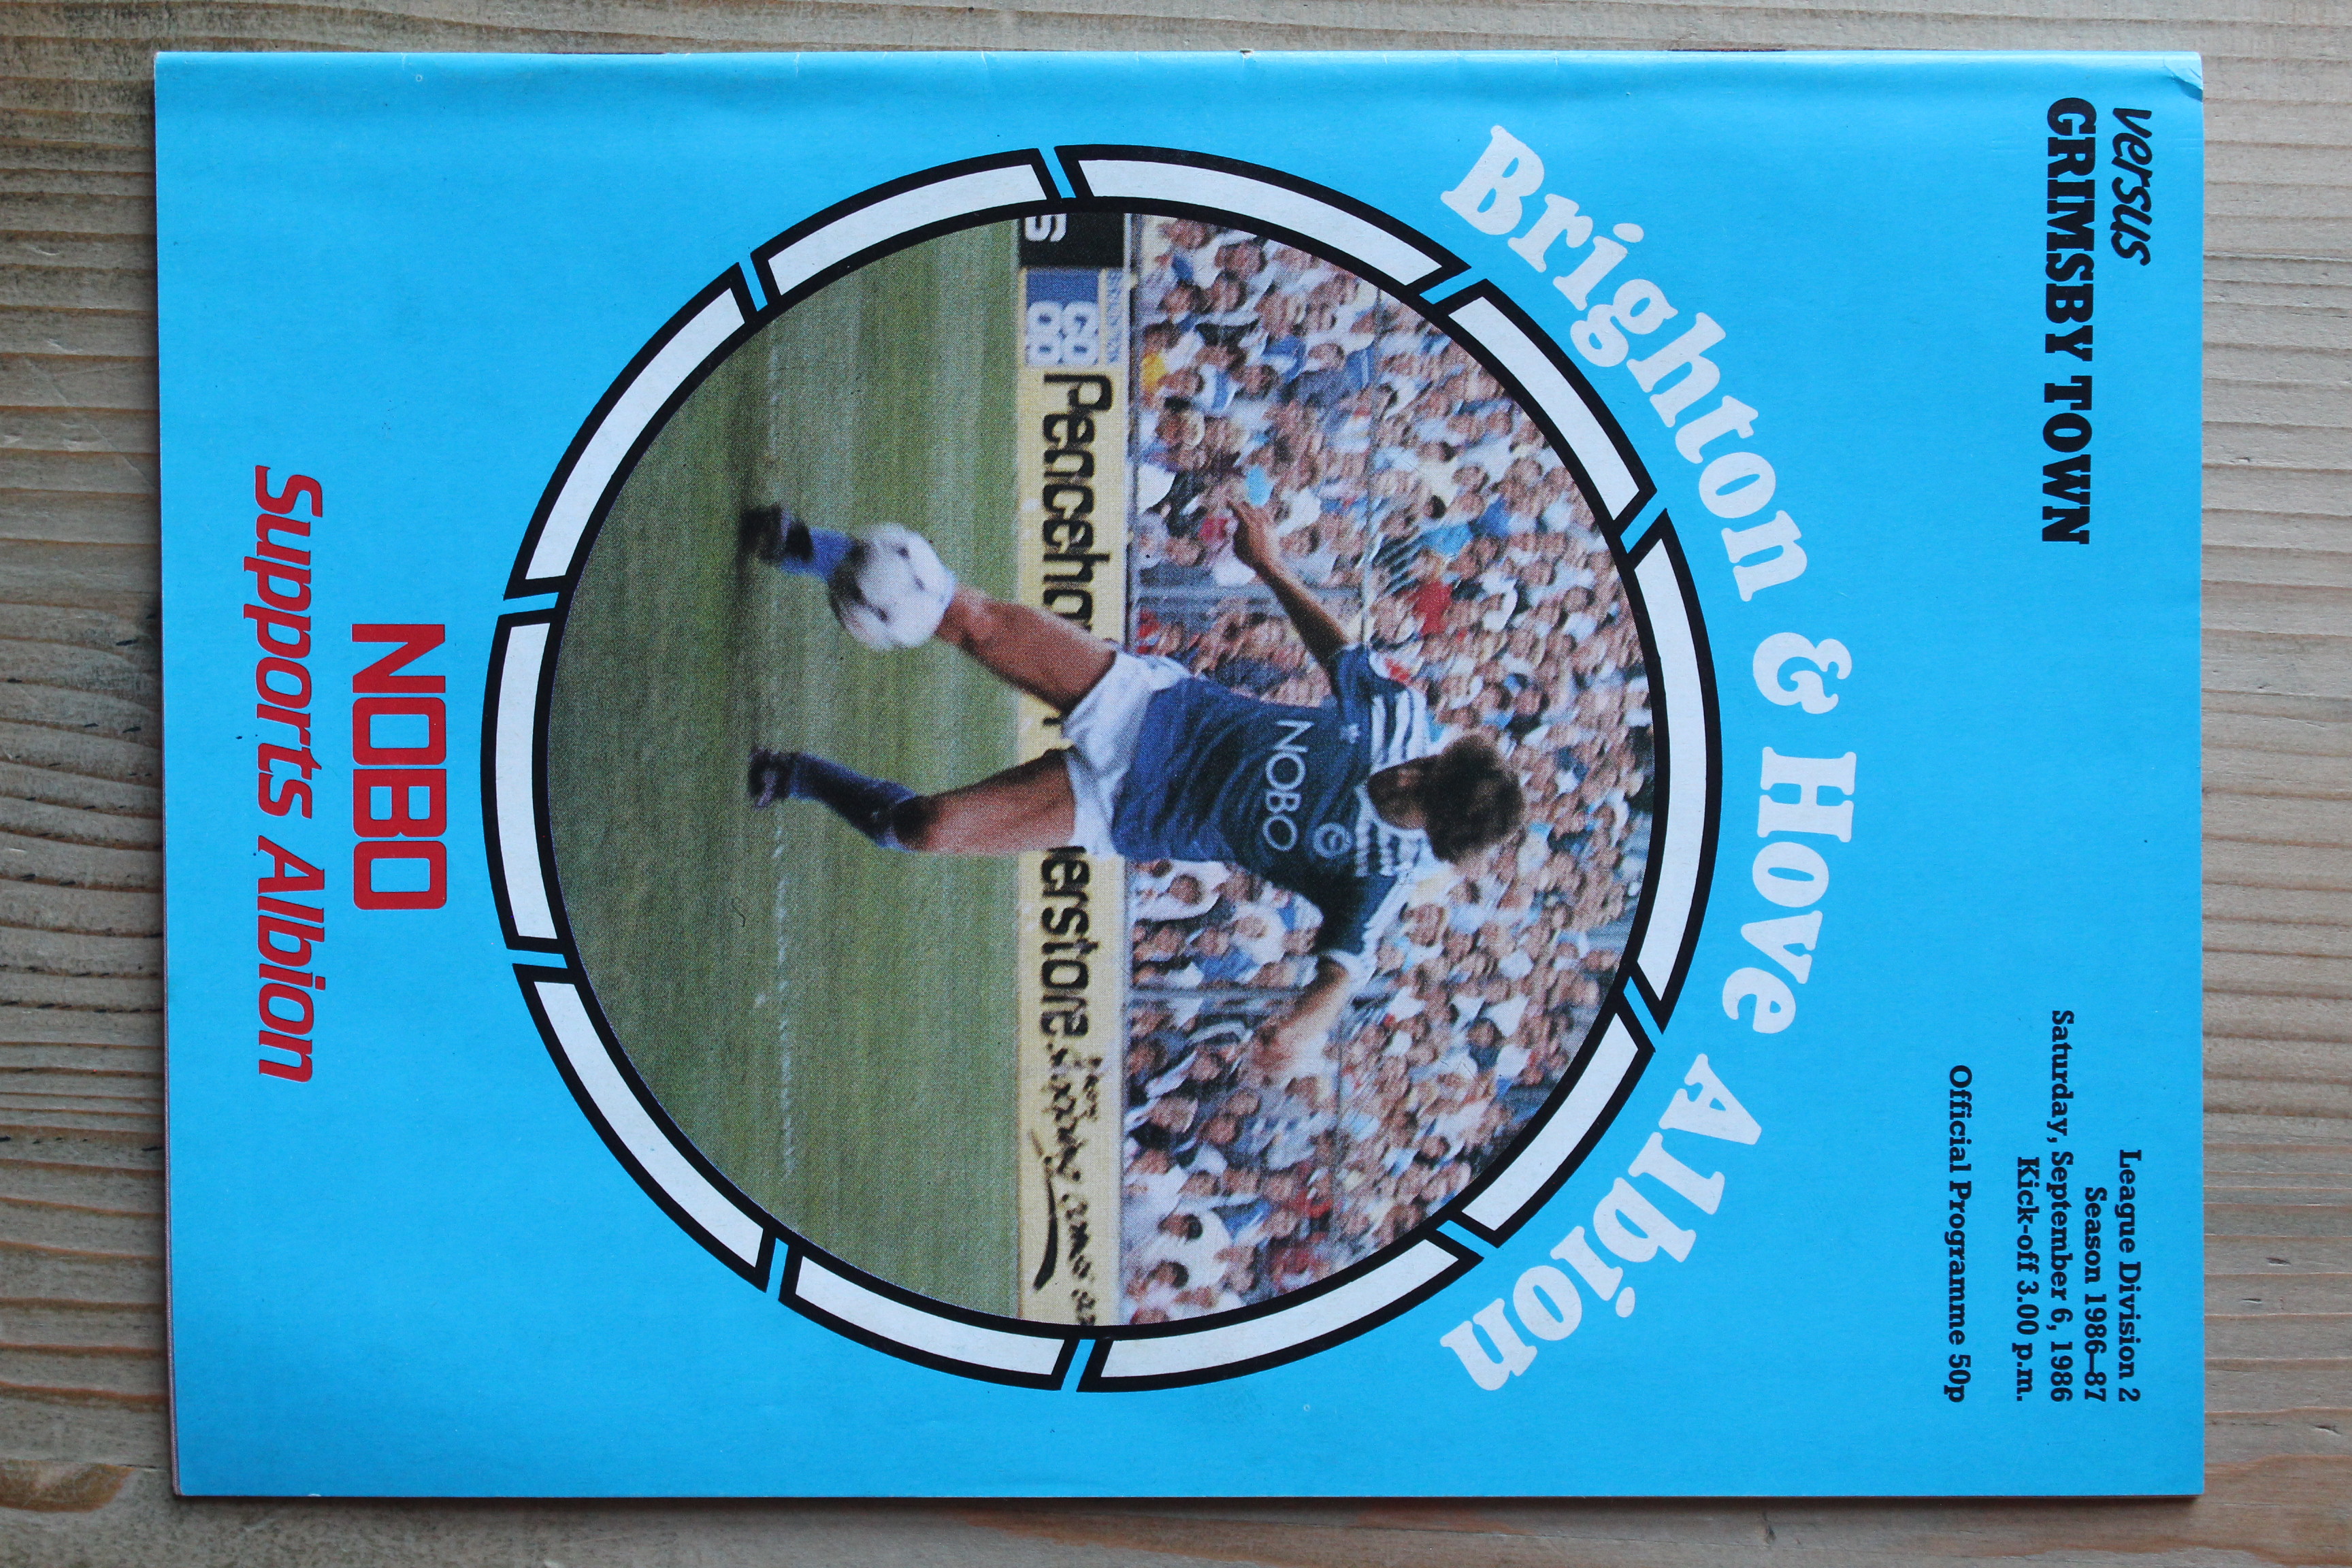 versus
GRIMSBY TOWN
League Division 2
Season 1986–87
Saturday, September 6, 1986
Kick-off 3.00 p.m.
Official Programme 50p
Brighton & Hove Albion
NOBO
NOBO
Supports Albion